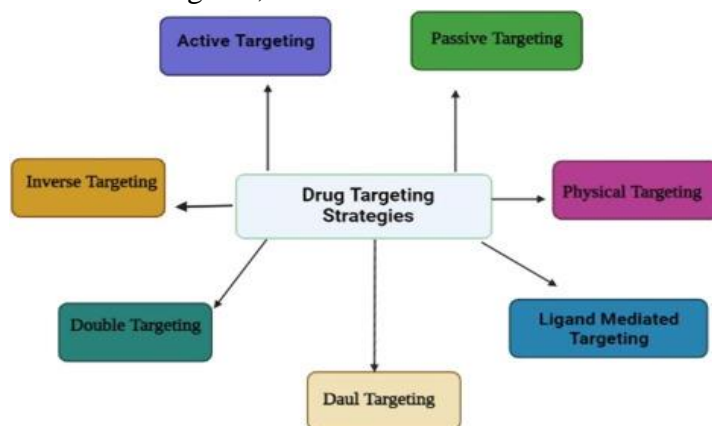 Active Targeting
Passive Targeting
Inverse Targeting
Drug Targeting
Strategies
Physical Targeting
Double Targeting
Ligand Mediated
Targeting
Daul Targeting